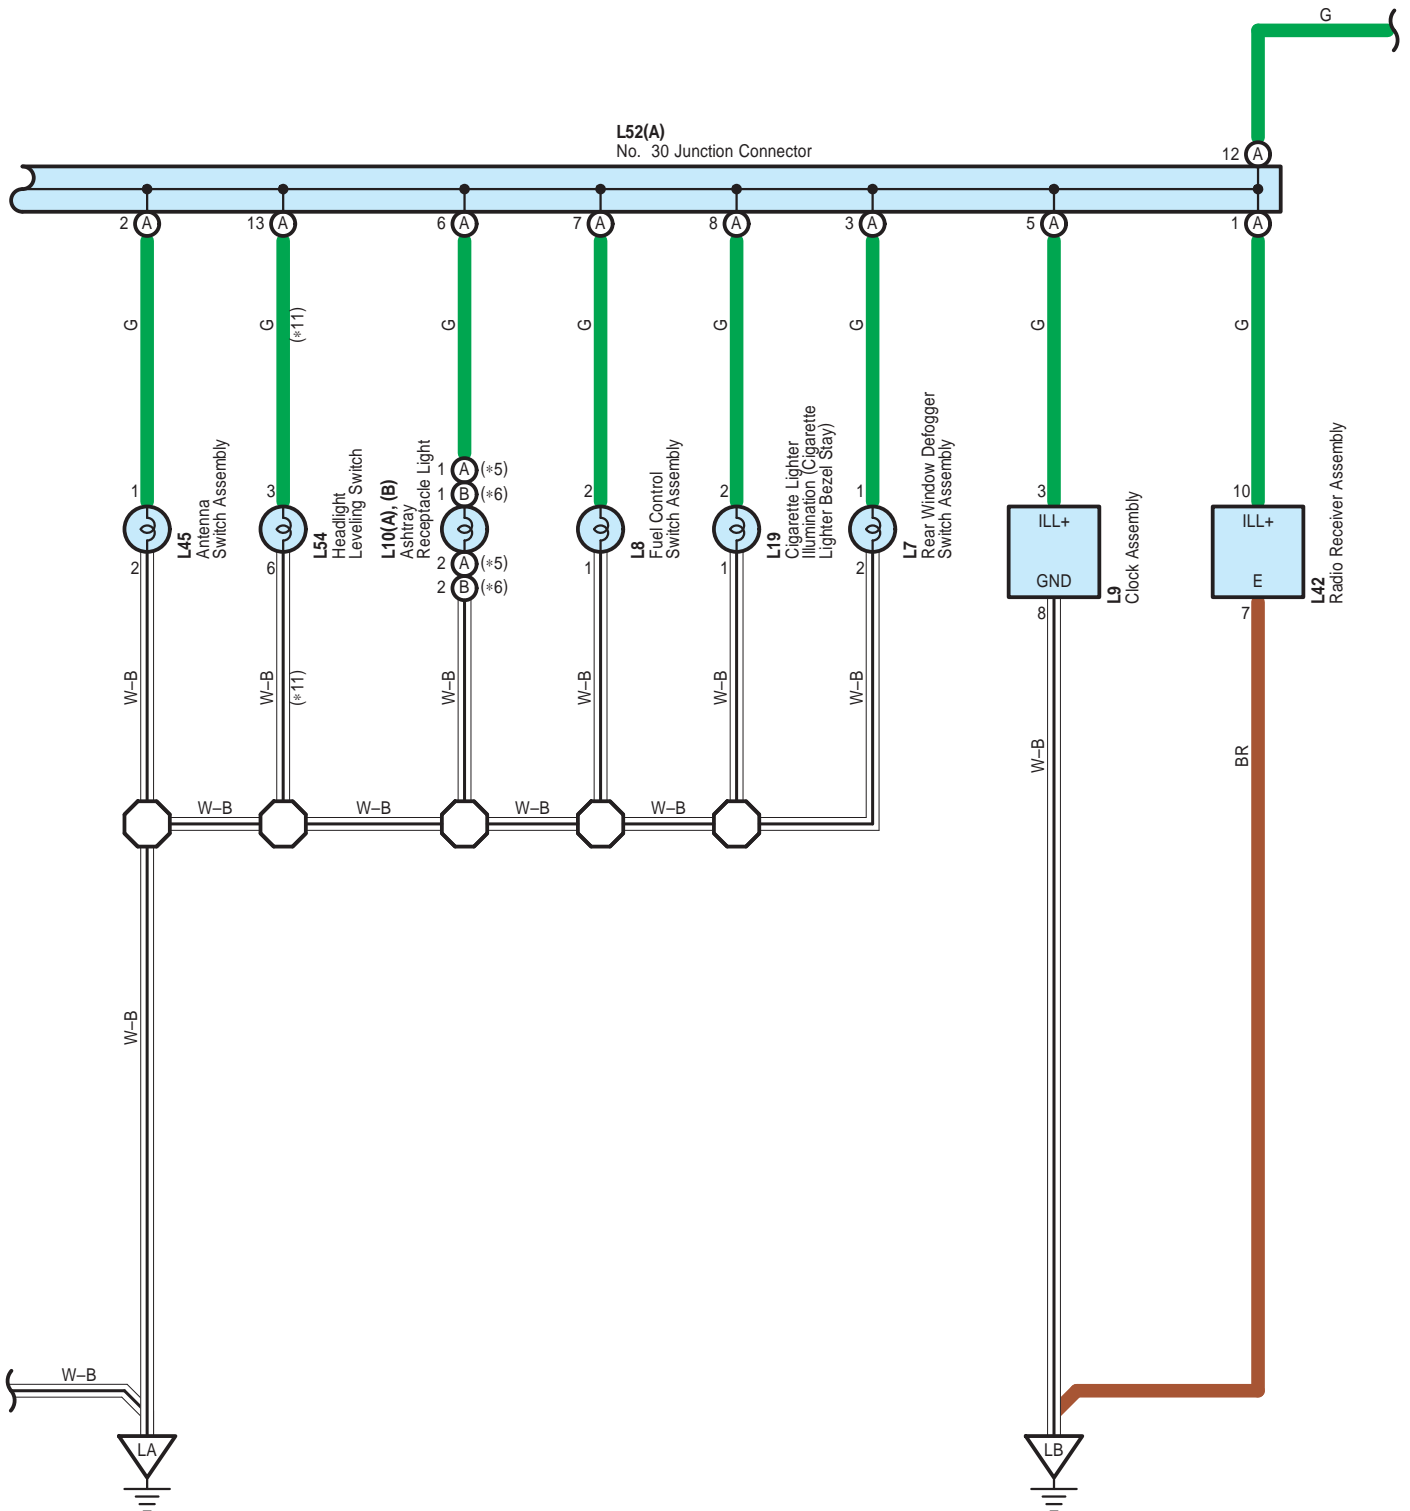 G
L52(A)
No. 30 Junction Connector
12 A
2 A
13 A
6 A
7 A
8 A
3 A
5 A
1 A
G
G
(*11)
G
G
G
G
G
G
1
L45
Antenna
Switch Assembly
2
3
L54
Headlight
Leveling Switch
6
1 A (*5)
1 B (*6)
L10(A), (B)
Ashtray
Receptacle Light
2 A (*5)
2 B (*6)
2
L8
Fuel Control
Switch Assembly
1
2
L19
Cigarette Lighter
Illumination (Cigarette
Lighter Bezel Stay)
1
1
L7
Rear Window Defogger
Switch Assembly
2
3
ILL+
GND
8
L9
Clock Assembly
10
ILL+
E
7
L42
Radio Receiver Assembly
W–B
W–B
(*11)
W–B
W–B
W–B
W–B
W–B
BR
W–B
W–B
W–B
W–B
W–B
W–B
LA
LB